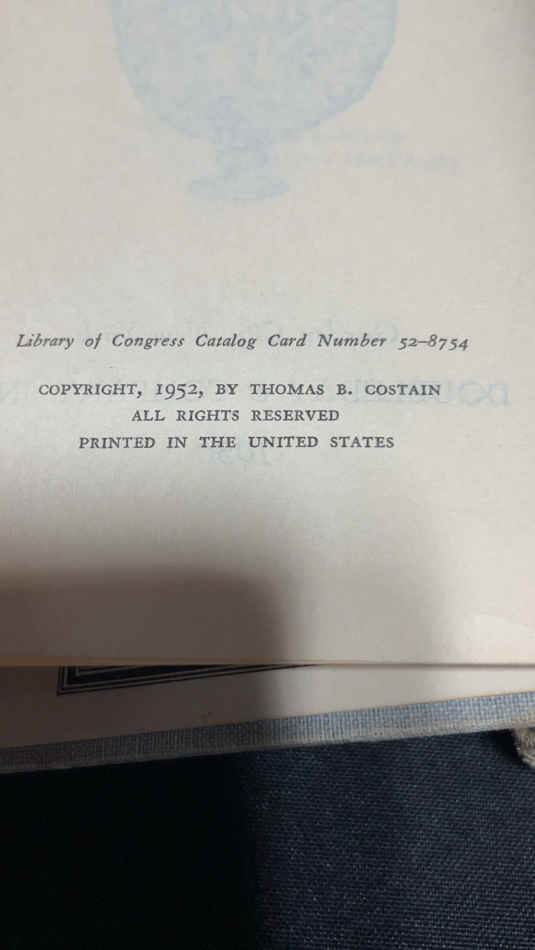 Library of Congress Catalog Card Number 52–8754
COPYRIGHT, 1952, BY THOMAS B. COSTAIN
ALL RIGHTS RESERVED
PRINTED IN THE UNITED STATES